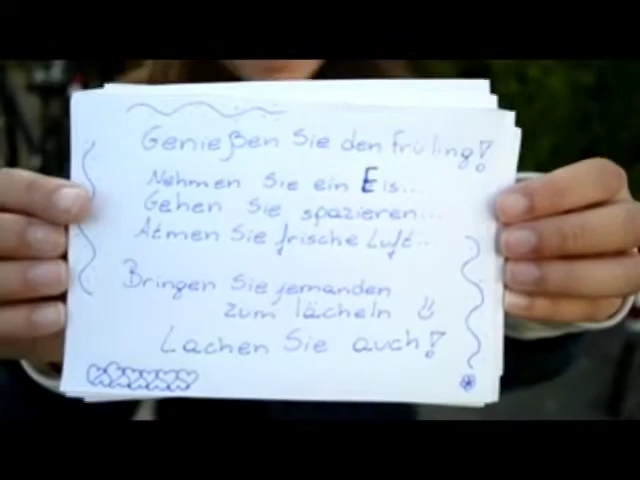 Genießen Sie den Früling!
Nehmen Sie ein Eis...
Gehen Sie spazieren...
Atmen Sie frische Luft...
Bringen Sie jemanden
zum lächeln
Lachen Sie auch!